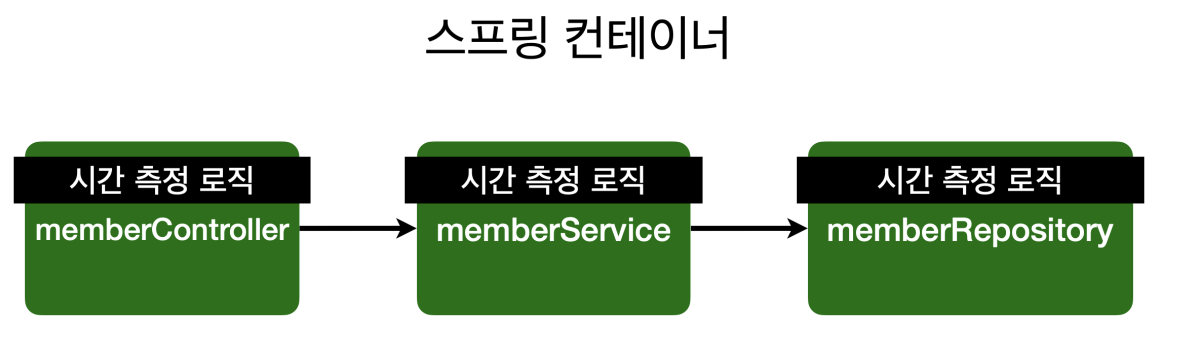 스프링 컨테이너
시간 측정 로직
memberController
시간 측정 로직
memberService
시간 측정 로직
memberRepository